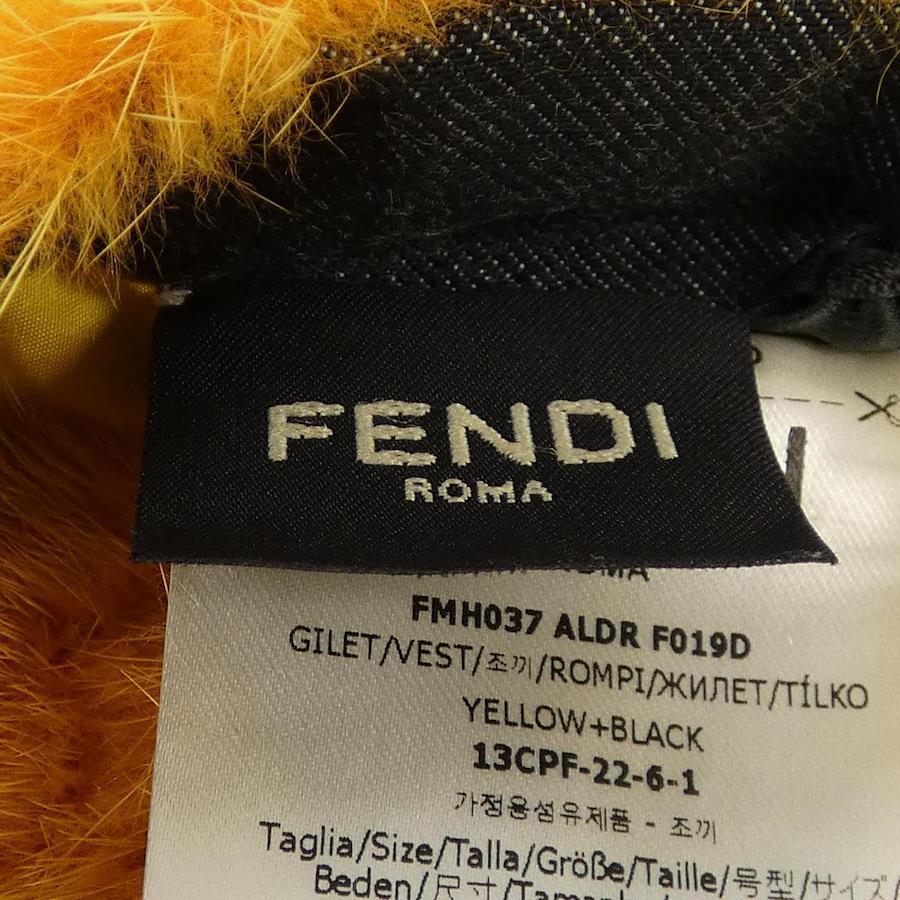 FENDI
ROMA
FMH037 ALDR F019D
GILET/VEST/조끼/ROMPI/ЖИЛЕТ/TÍLKO
YELLOW+BLACK
13CPF-22-6-1
가정용섬유제품 - 조끼
Taglia/Size/Talla/Größe/Taille/号型/サイズ/
Beden/尺寸/